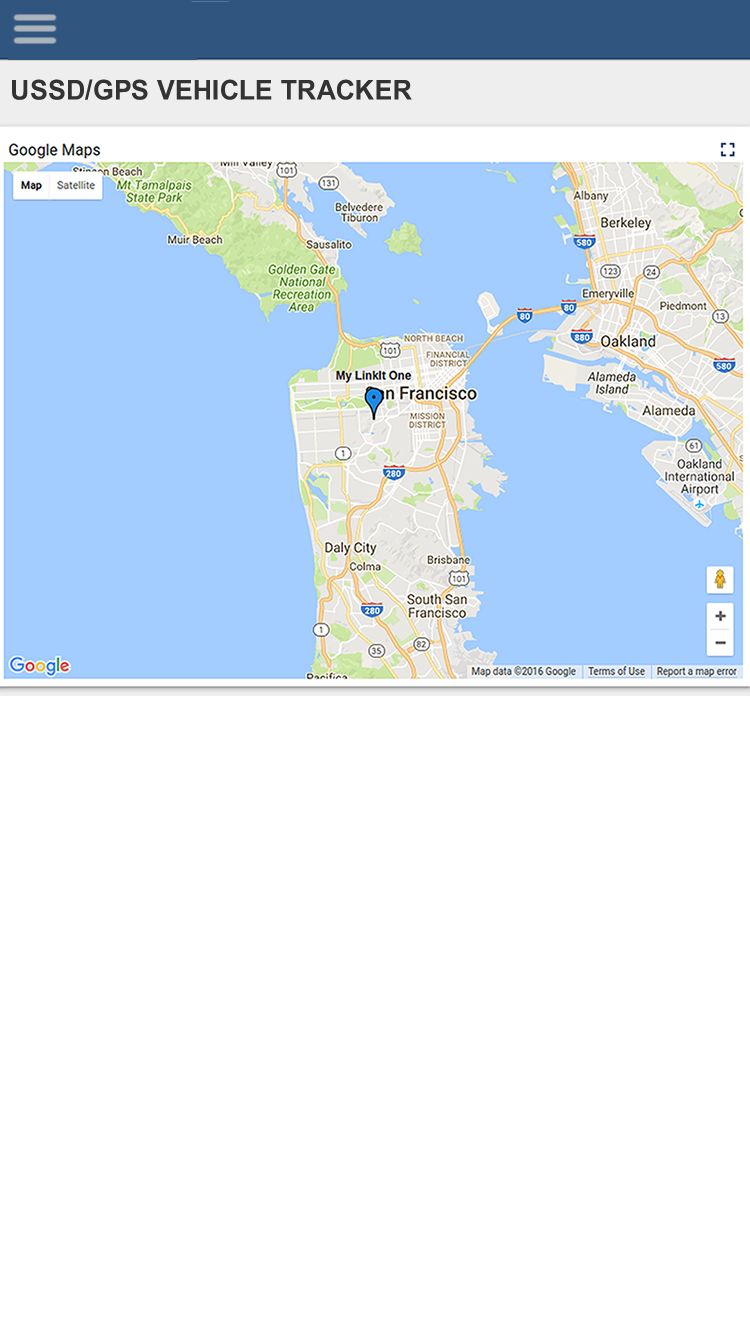 USSD/GPS VEHICLE TRACKER
Google Maps
Map
Satellite
Stinson Beach
Mill Valley
101
131
Albany
Mt Tamalpais
State Park
Belvedere
Tiburon
Berkeley
Muir Beach
Sausalito
580
Golden Gate
National
Recreation
Area
123
24
Emeryville
Piedmont
80
80
13
880
Oakland
NORTH BEACH
101
FINANCIAL
DISTRICT
580
My LinkIt One
San Francisco
Alameda
Island
MISSION
DISTRICT
Alameda
1
61
280
Oakland
International
Airport
Daly City
Colma
Brisbane
101
280
South San
Francisco
1
35
82
+
−
Pacifica
Google
Map data ©2016 Google
Terms of Use
Report a map error